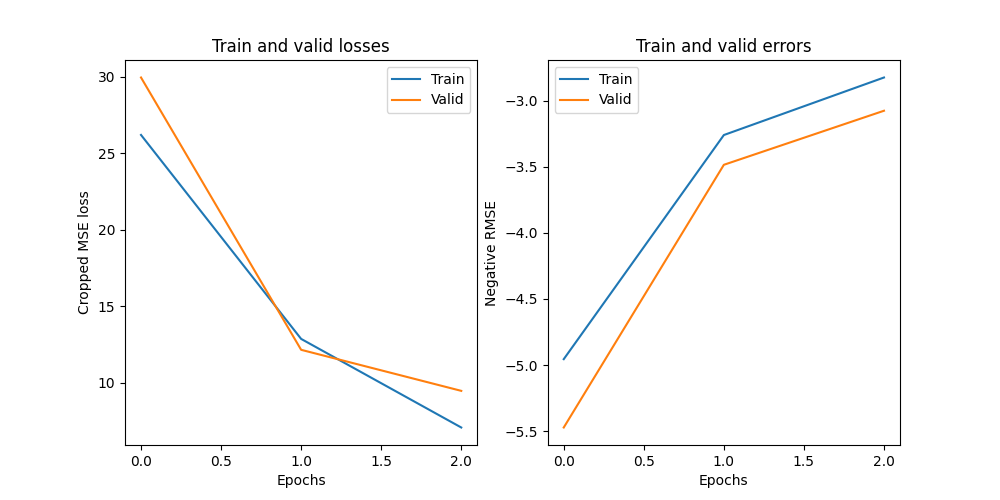 Train and valid losses
Train
Valid
30
25
20
15
10
Cropped MSE loss
0.0 0.5 1.0 1.5 2.0
Epochs
Train and valid errors
Train
Valid
−3.0
−3.5
−4.0
−4.5
−5.0
−5.5
Negative RMSE
0.0 0.5 1.0 1.5 2.0
Epochs